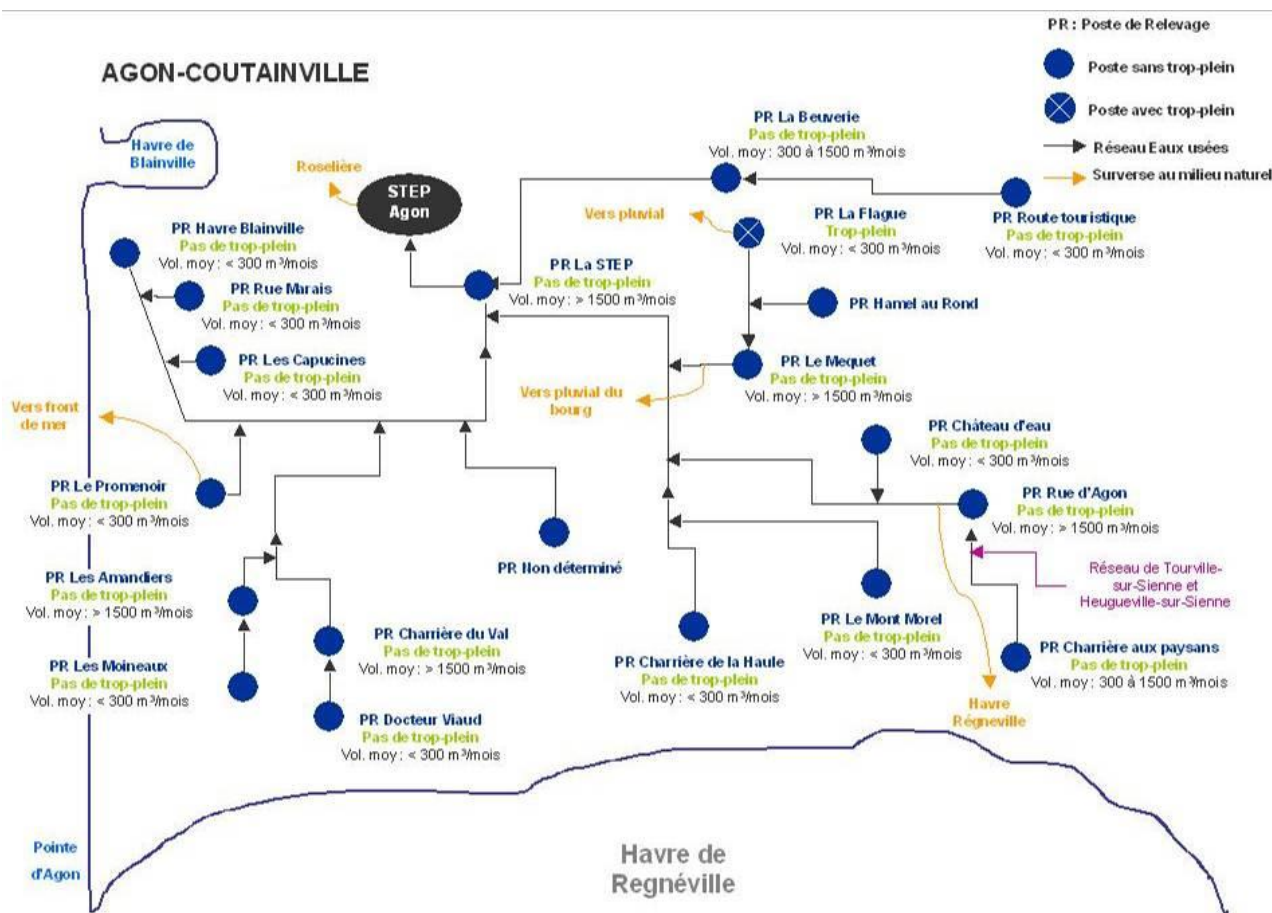 PR : Poste de Relevage
AGON-COUTAINVILLE
Poste sans trop-plein
Poste avec trop-plein
Réseau Eaux usées
Surverse au milieu naturel
Havre de
Blainville
Roselière
STEP
Agon
PR La Beuverie
Pas de trop-plein
Vol. moy : 300 à 1500 m³/mois
Vers pluvial
PR La Flague
Trop-plein
Vol. moy : < 300 m³/mois
PR Route touristique
Pas de trop-plein
Vol. moy : < 300 m³/mois
PR Havre Blainville
Pas de trop-plein
Vol. moy : < 300 m³/mois
PR La STEP
Pas de trop-plein
Vol. moy : > 1500 m³/mois
PR Rue Marais
Pas de trop-plein
Vol. moy : < 300 m³/mois
PR Hamel au Rond
PR Les Capucines
Pas de trop-plein
Vol. moy : < 300 m³/mois
PR Le Mequet
Pas de trop-plein
Vol. moy : > 1500 m³/mois
Vers pluvial du
bourg
Vers front
de mer
PR Château d'eau
Pas de trop-plein
Vol. moy : < 300 m³/mois
PR Le Promenoir
Pas de trop-plein
Vol. moy : < 300 m³/mois
PR Rue d'Agon
Pas de trop-plein
Vol. moy : > 1500 m³/mois
PR Non déterminé
PR Les Amandiers
Pas de trop-plein
Vol. moy : > 1500 m³/mois
Réseau de Tourville-
sur-Sienne et
Heugueville-sur-Sienne
PR Charrière du Val
Pas de trop-plein
Vol. moy : > 1500 m³/mois
PR Le Mont Morel
Pas de trop-plein
Vol. moy : < 300 m³/mois
PR Les Moineaux
Pas de trop-plein
Vol. moy : < 300 m³/mois
PR Charrière de la Haule
Pas de trop-plein
Vol. moy : < 300 m³/mois
PR Charrière aux paysans
Pas de trop-plein
Vol. moy : 300 à 1500 m³/mois
PR Docteur Viaud
Pas de trop-plein
Vol. moy : < 300 m³/mois
Havre
Régneville
Pointe
d'Agon
Havre de
Regnéville